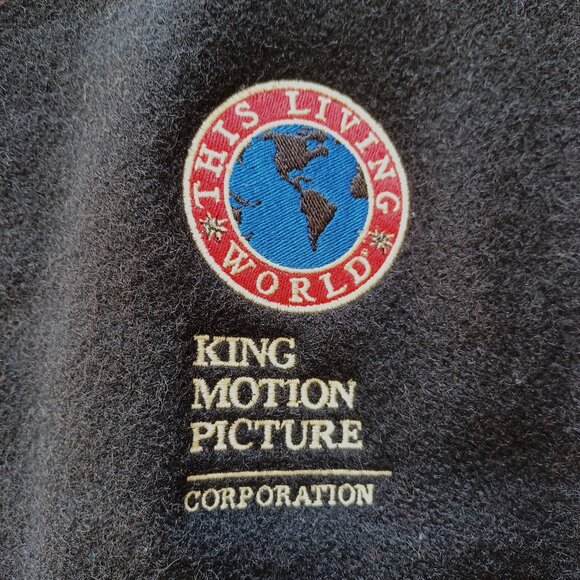 THIS LIVING
WORLD
KING
MOTION
PICTURE
CORPORATION